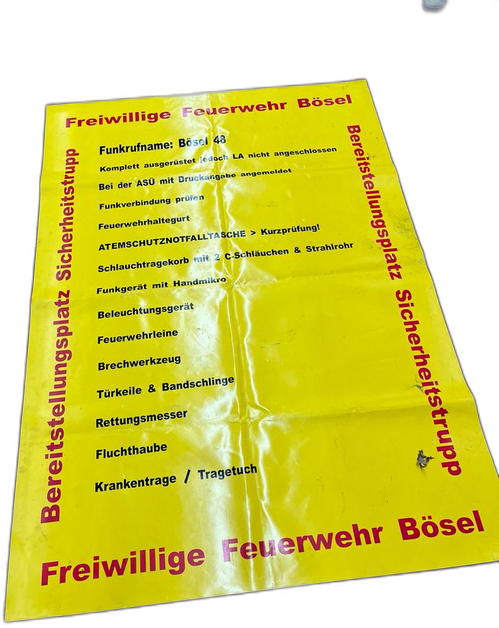 Freiwillige Feuerwehr Bösel
Funkrufname: Bösel 48
Komplett ausgerüstet jedoch LA nicht angeschlossen
Bei der ASÜ mit Druckangabe angemeldet
Funkverbindung prüfen
Feuerwehrhaltegurt
ATEMSCHUTZNOTFALLTASCHE > Kurzprüfung!
Schlauchtragekorb mit 2 C-Schläuchen & Strahlrohr
Funkgerät mit Handmikro
Beleuchtungsgerät
Feuerwehrleine
Brechwerkzeug
Türkeile & Bandschlinge
Rettungsmesser
Fluchthaube
Krankentrage / Tragetuch
Bereitstellungsplatz Sicherheitstrupp
Bereitstellungsplatz Sicherheitstrupp
Freiwillige Feuerwehr Bösel